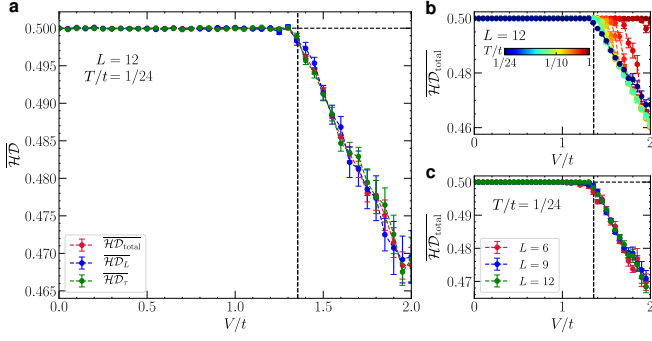 a
0.500
0.495
0.490
0.485
0.480
0.475
0.470
0.465
L = 12
T/t = 1/24
HD
HD_total
HD_L
HD_τ
0.0 0.5 1.0 1.5 2.0
V/t
b
0.50
0.48
0.46
L = 12
T/t
1/24 1/10 1
HD_total
0 1 2
V/t
c
0.50
0.49
0.48
0.47
T/t = 1/24
HD_total
L = 6
L = 9
L = 12
0 1 2
V/t